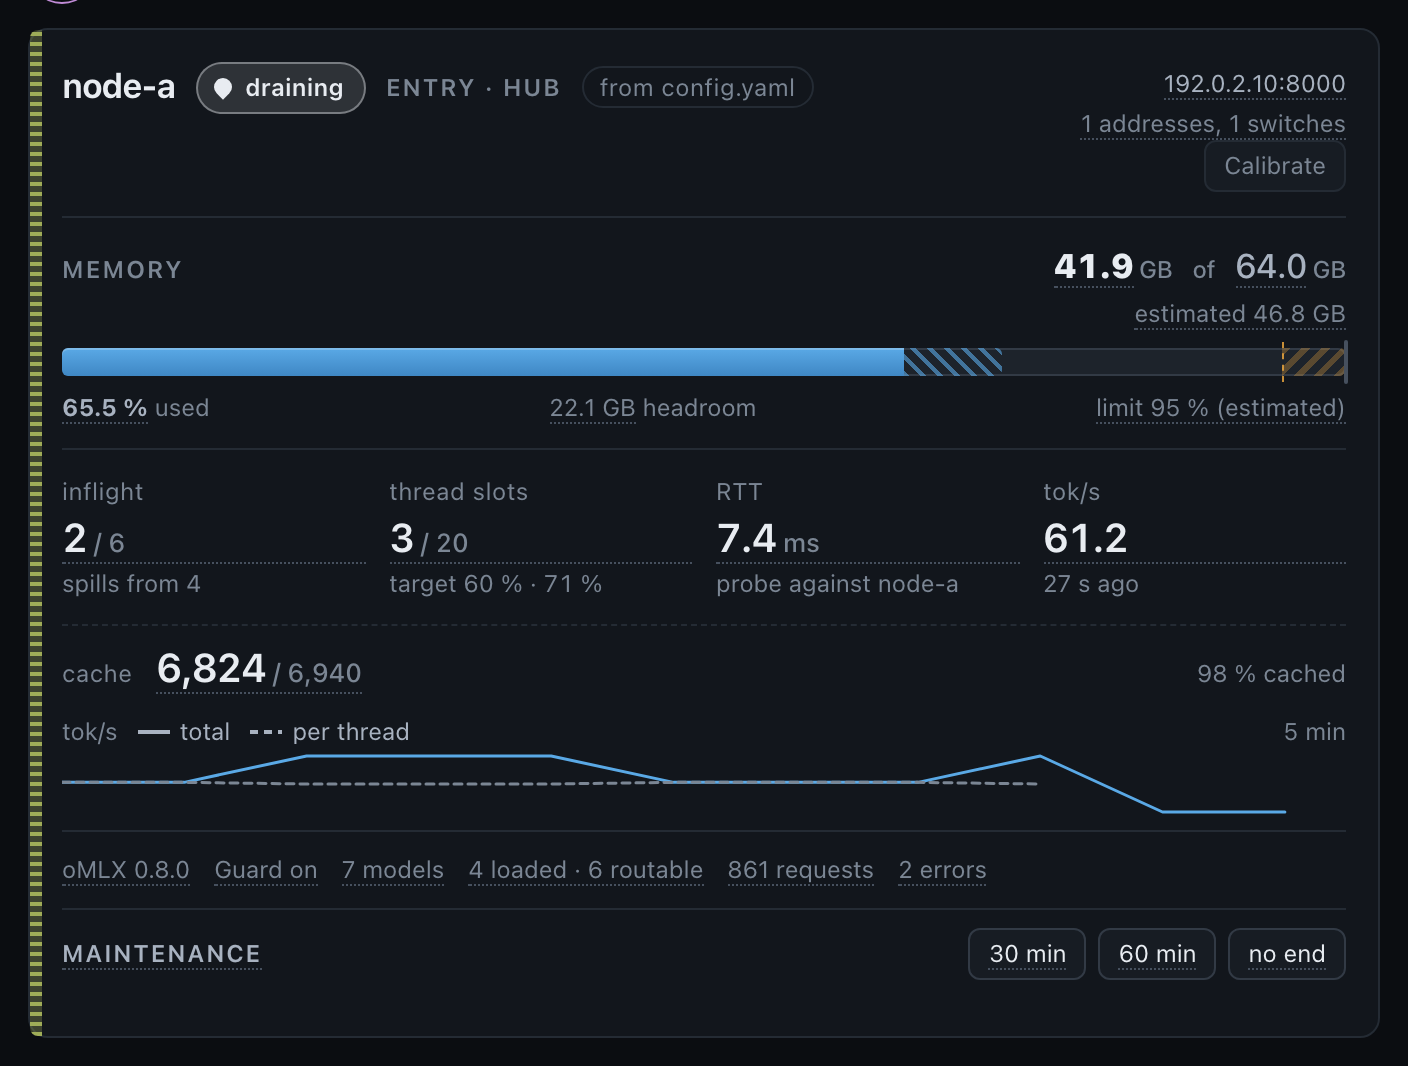 node-a draining ENTRY · HUB from config.yaml 192.0.2.10:8000
1 addresses, 1 switches
Calibrate
MEMORY 41.9 GB of 64.0 GB
estimated 46.8 GB
65.5 % used 22.1 GB headroom limit 95 % (estimated)
inflight thread slots RTT tok/s
2 / 6 3 / 20 7.4 ms 61.2
spills from 4 target 60 % · 71 % probe against node-a 27 s ago
cache 6,824 / 6,940 98 % cached
tok/s total per thread 5 min
oMLX 0.8.0 Guard on 7 models 4 loaded · 6 routable 861 requests 2 errors
MAINTENANCE 30 min 60 min no end